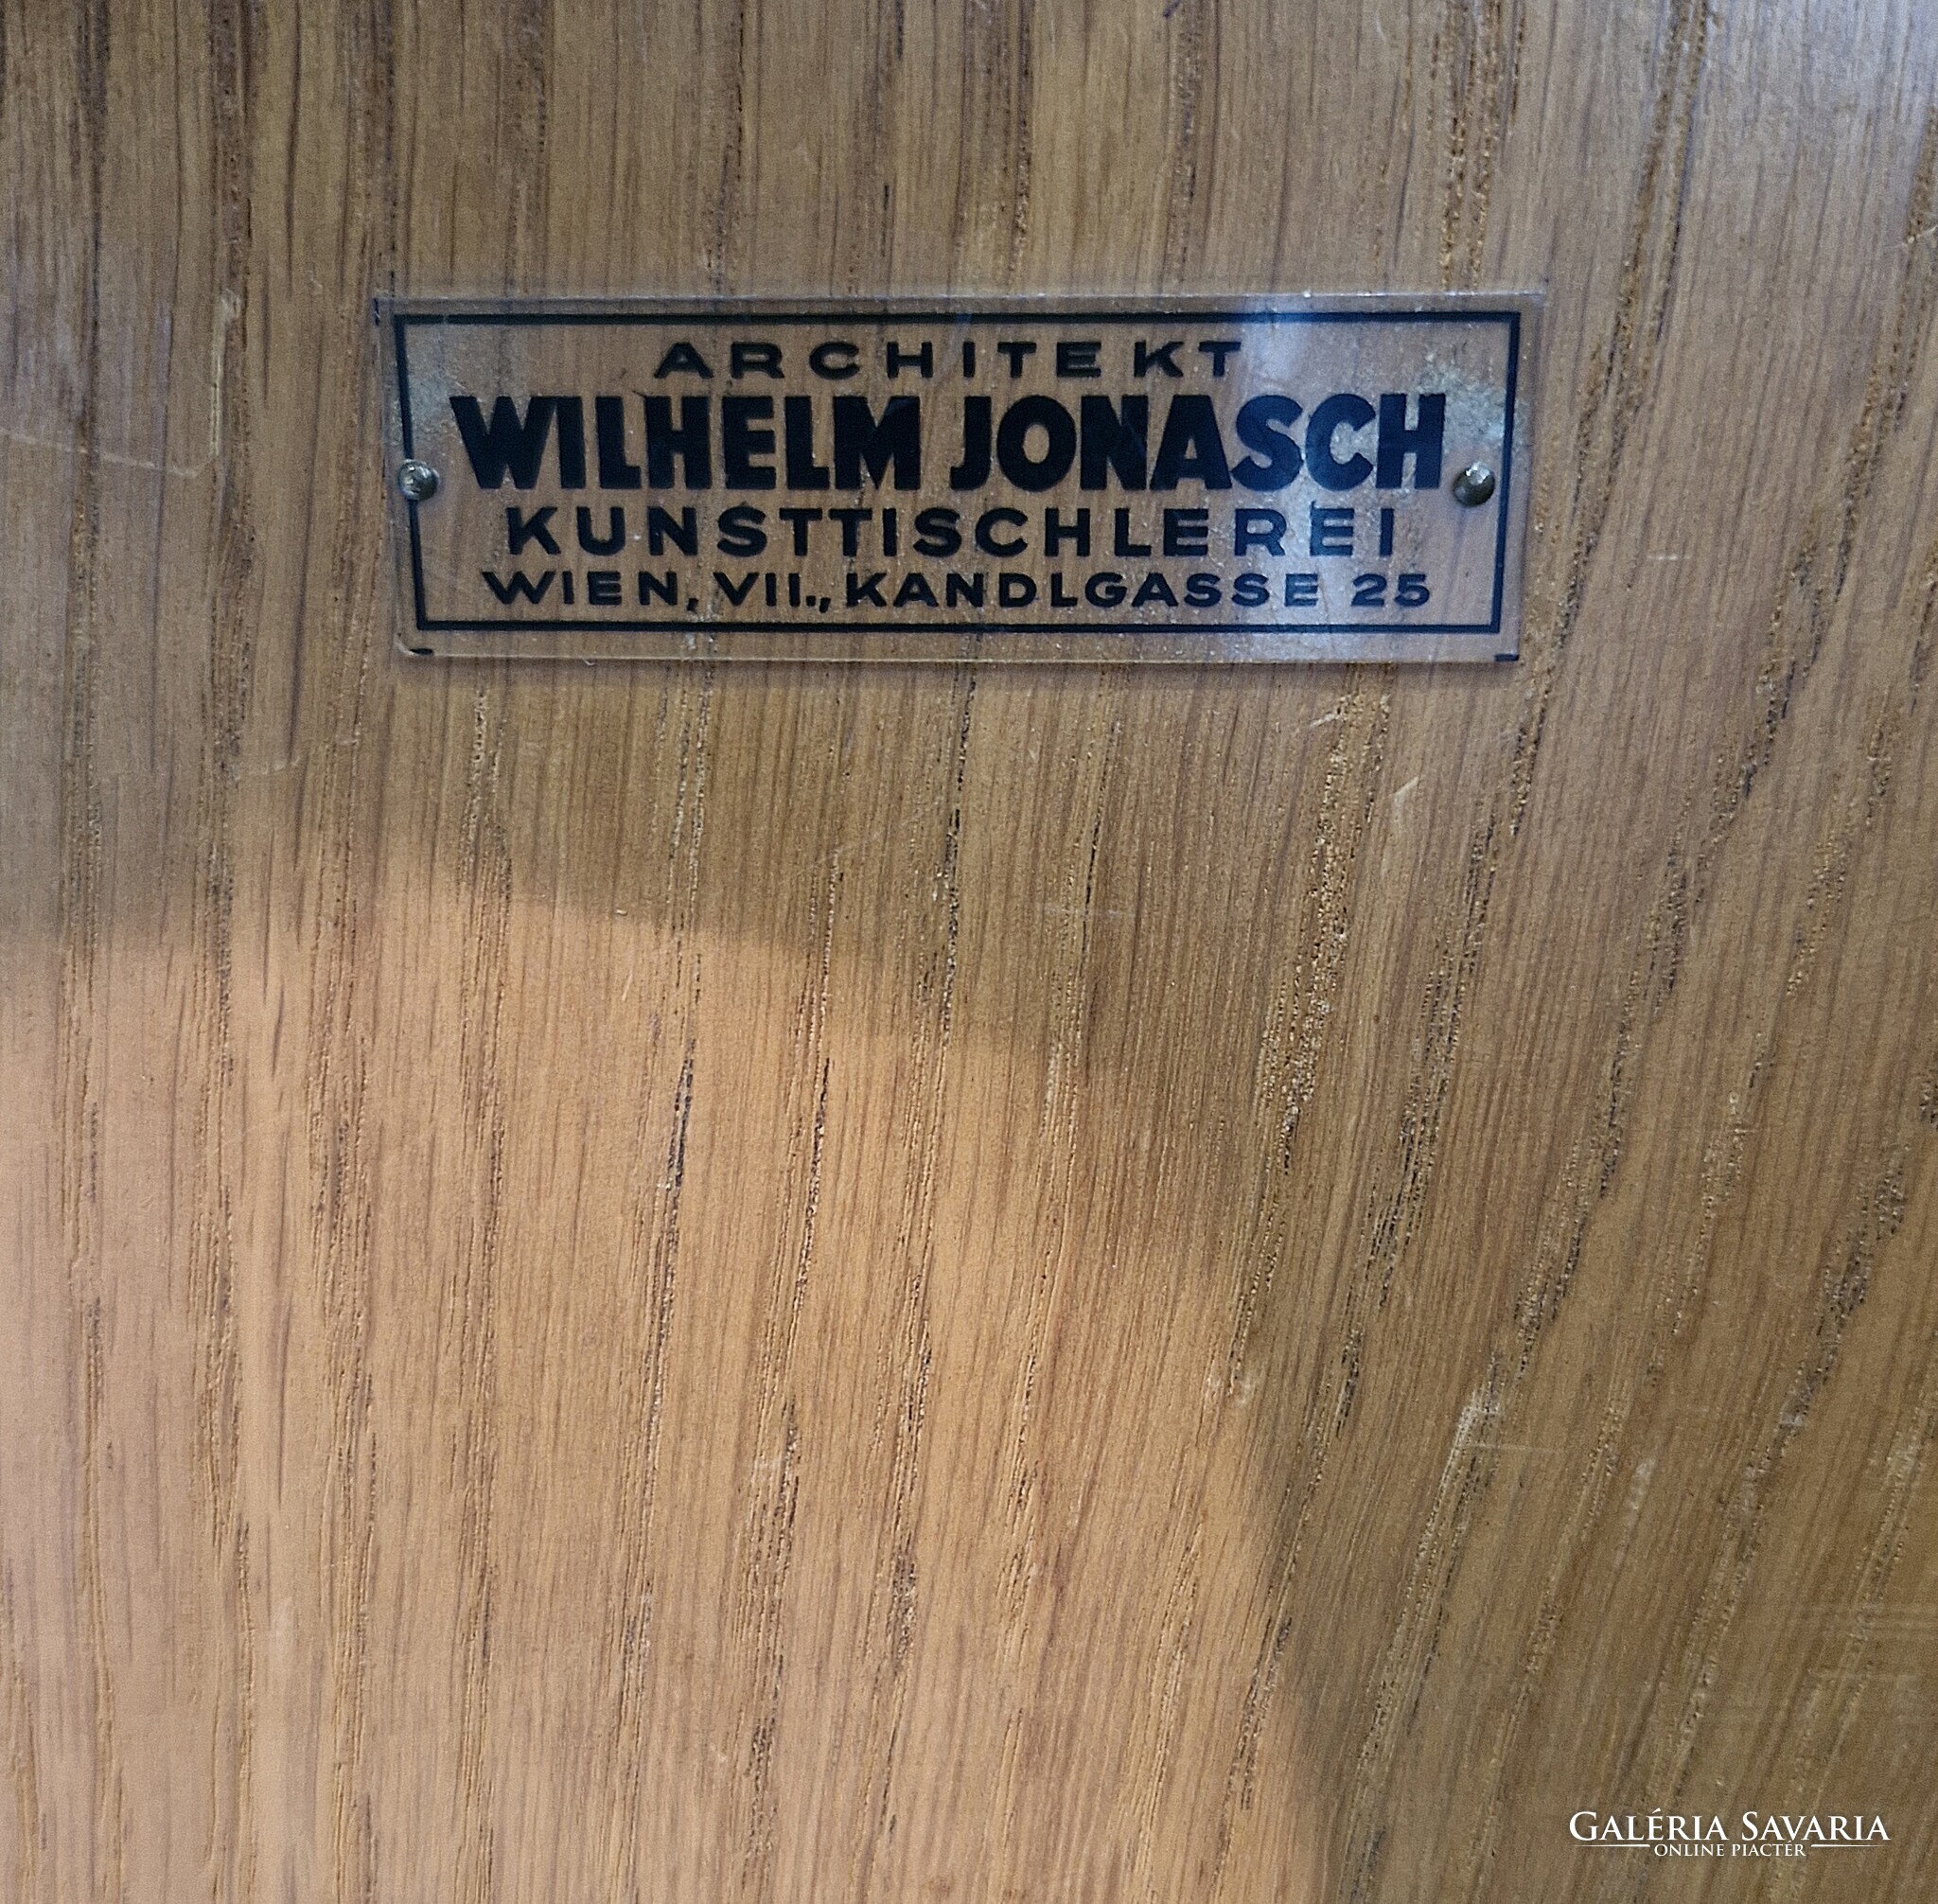 ARCHITEKT
WILHELM JONASCH
KUNSTTISCHLEREI
WIEN, VII., KANDLGASSE 25
GALÉRIA SAVARIA
ONLINE PIACTÉR